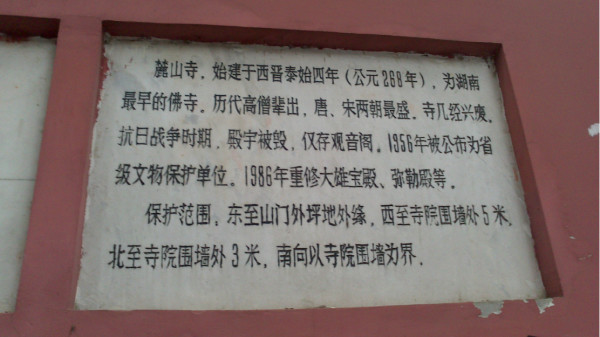 麓山寺，始建于西晋泰始四年（公元268年），为湖南
最早的佛寺。历代高僧辈出，唐、宋两朝最盛。寺几经兴废。
抗日战争时期，殿宇被毁，仅存观音阁。1956年被公布为省
级文物保护单位。1986年重修大雄宝殿、弥勒殿等。
保护范围，东至山门外坪地外缘，西至寺院围墙外5米，
北至寺院围墙外3米，南向以寺院围墙为界．